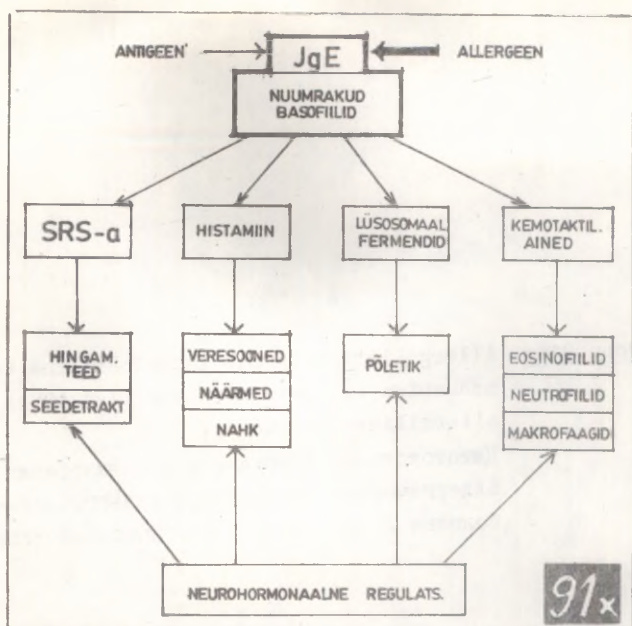 ANTIGEEN
JgE
ALLERGEEN
NUUMRAKUD
BASOFIILID
SRS-a
HISTAMIIN
LÜSOSOMAAL.
FERMENDID
KEMOTAKTIL.
AINED
HINGAM.
TEED
SEEDETRAKT
VERESOONED
NÄÄRMED
NAHK
PÕLETIK
EOSINOFIILID
NEUTROFIILID
MAKROFAAGID
NEUROHORMONAALNE REGULATS.
91x